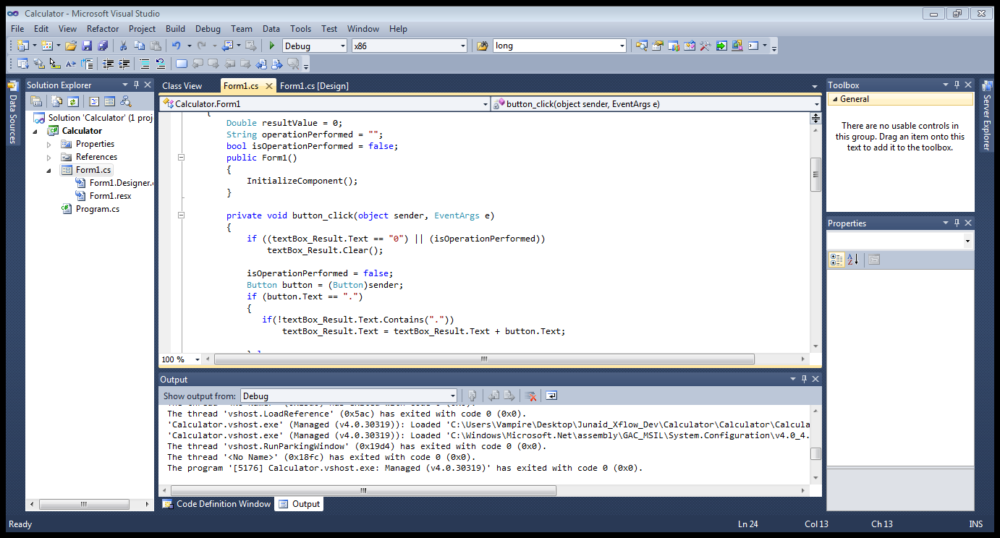 Calculator - Microsoft Visual Studio
File Edit View Refactor Project Build Debug Team Data Tools Test Window Help
Debug x86 long
Data Sources
Solution Explorer
Solution 'Calculator' (1 proj
Calculator
Properties
References
Form1.cs
Form1.Designer.
Form1.resx
Program.cs
Class View Form1.cs Form1.cs [Design]
Calculator.Form1 button_click(object sender, EventArgs e)
{
Double resultValue = 0;
String operationPerformed = "";
bool isOperationPerformed = false;
public Form1()
{
InitializeComponent();
}
private void button_click(object sender, EventArgs e)
{
if ((textBox_Result.Text == "0") || (isOperationPerformed))
textBox_Result.Clear();
isOperationPerformed = false;
Button button = (Button)sender;
if (button.Text == ".")
{
if(!textBox_Result.Text.Contains("."))
textBox_Result.Text = textBox_Result.Text + button.Text;
100 %
Output
Show output from: Debug
The thread 'vshost.LoadReference' (0x5ac) has exited with code 0 (0x0).
'Calculator.vshost.exe' (Managed (v4.0.30319)): Loaded 'C:\Users\Vampire\Desktop\Junaid_Xflow_Dev\Calculator\Calculator\Calcula
'Calculator.vshost.exe' (Managed (v4.0.30319)): Loaded 'C:\Windows\Microsoft.Net\assembly\GAC_MSIL\System.Configuration\v4.0_4.
The thread 'vshost.RunParkingWindow' (0x19d4) has exited with code 0 (0x0).
The thread '<No Name>' (0x18fc) has exited with code 0 (0x0).
The program '[5176] Calculator.vshost.exe: Managed (v4.0.30319)' has exited with code 0 (0x0).
Code Definition Window Output
Toolbox
General
There are no usable controls in
this group. Drag an item onto this
text to add it to the toolbox.
Properties
Server Explorer
Ready Ln 24 Col 13 Ch 13 INS